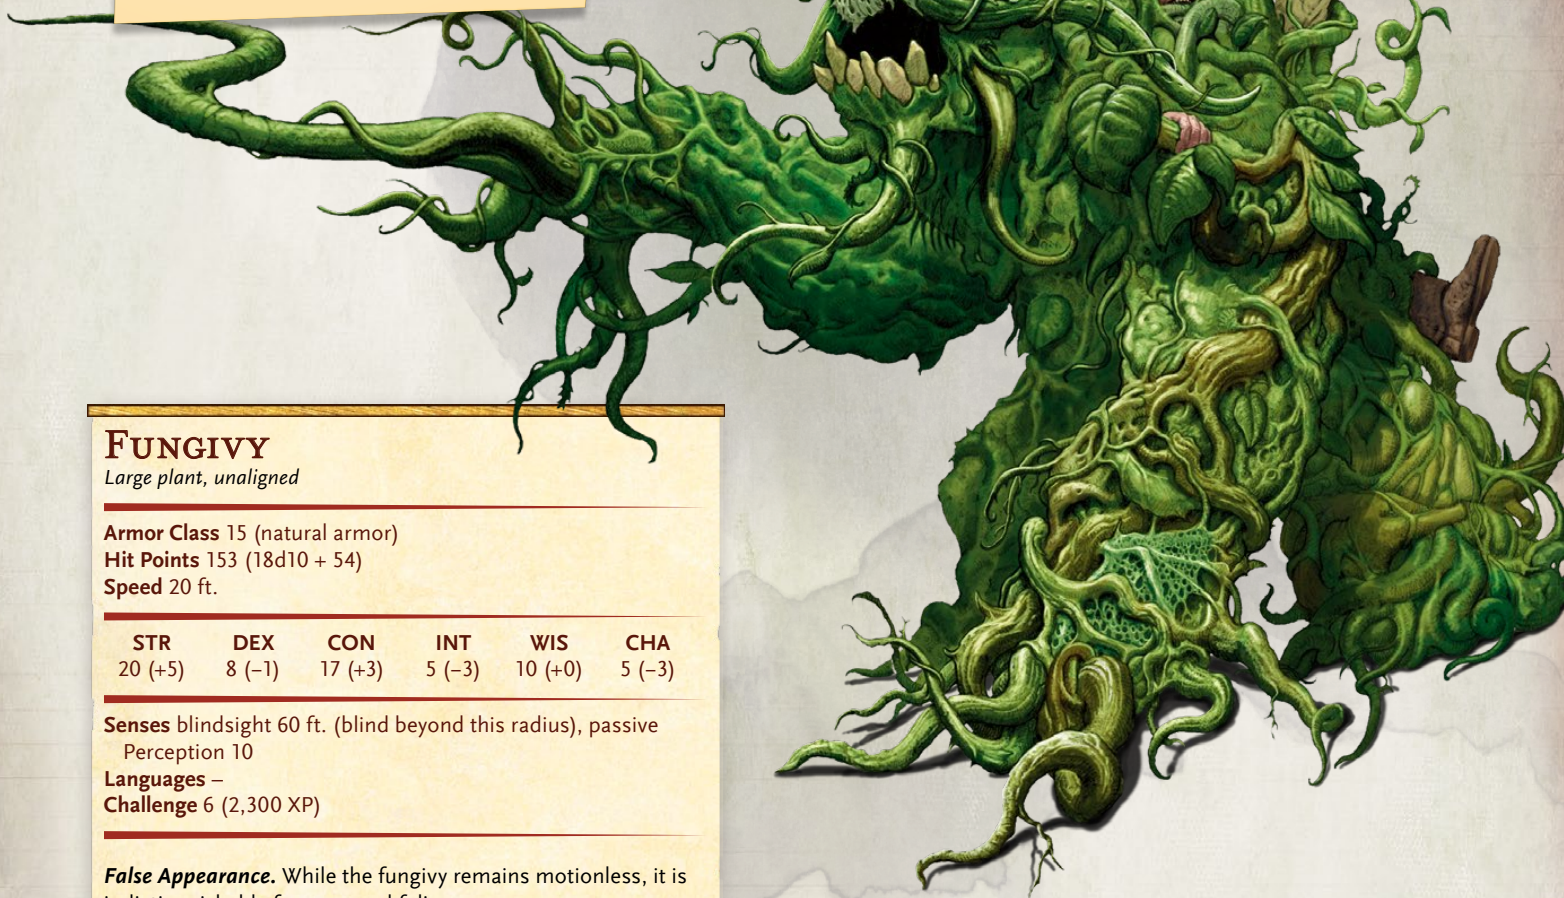 Fungivy
Large plant, unaligned
Armor Class 15 (natural armor)
Hit Points 153 (18d10 + 54)
Speed 20 ft.
STR DEX CON INT WIS CHA
20 (+5) 8 (−1) 17 (+3) 5 (−3) 10 (+0) 5 (−3)
Senses blindsight 60 ft. (blind beyond this radius), passive
Perception 10
Languages –
Challenge 6 (2,300 XP)
False Appearance. While the fungivy remains motionless, it is